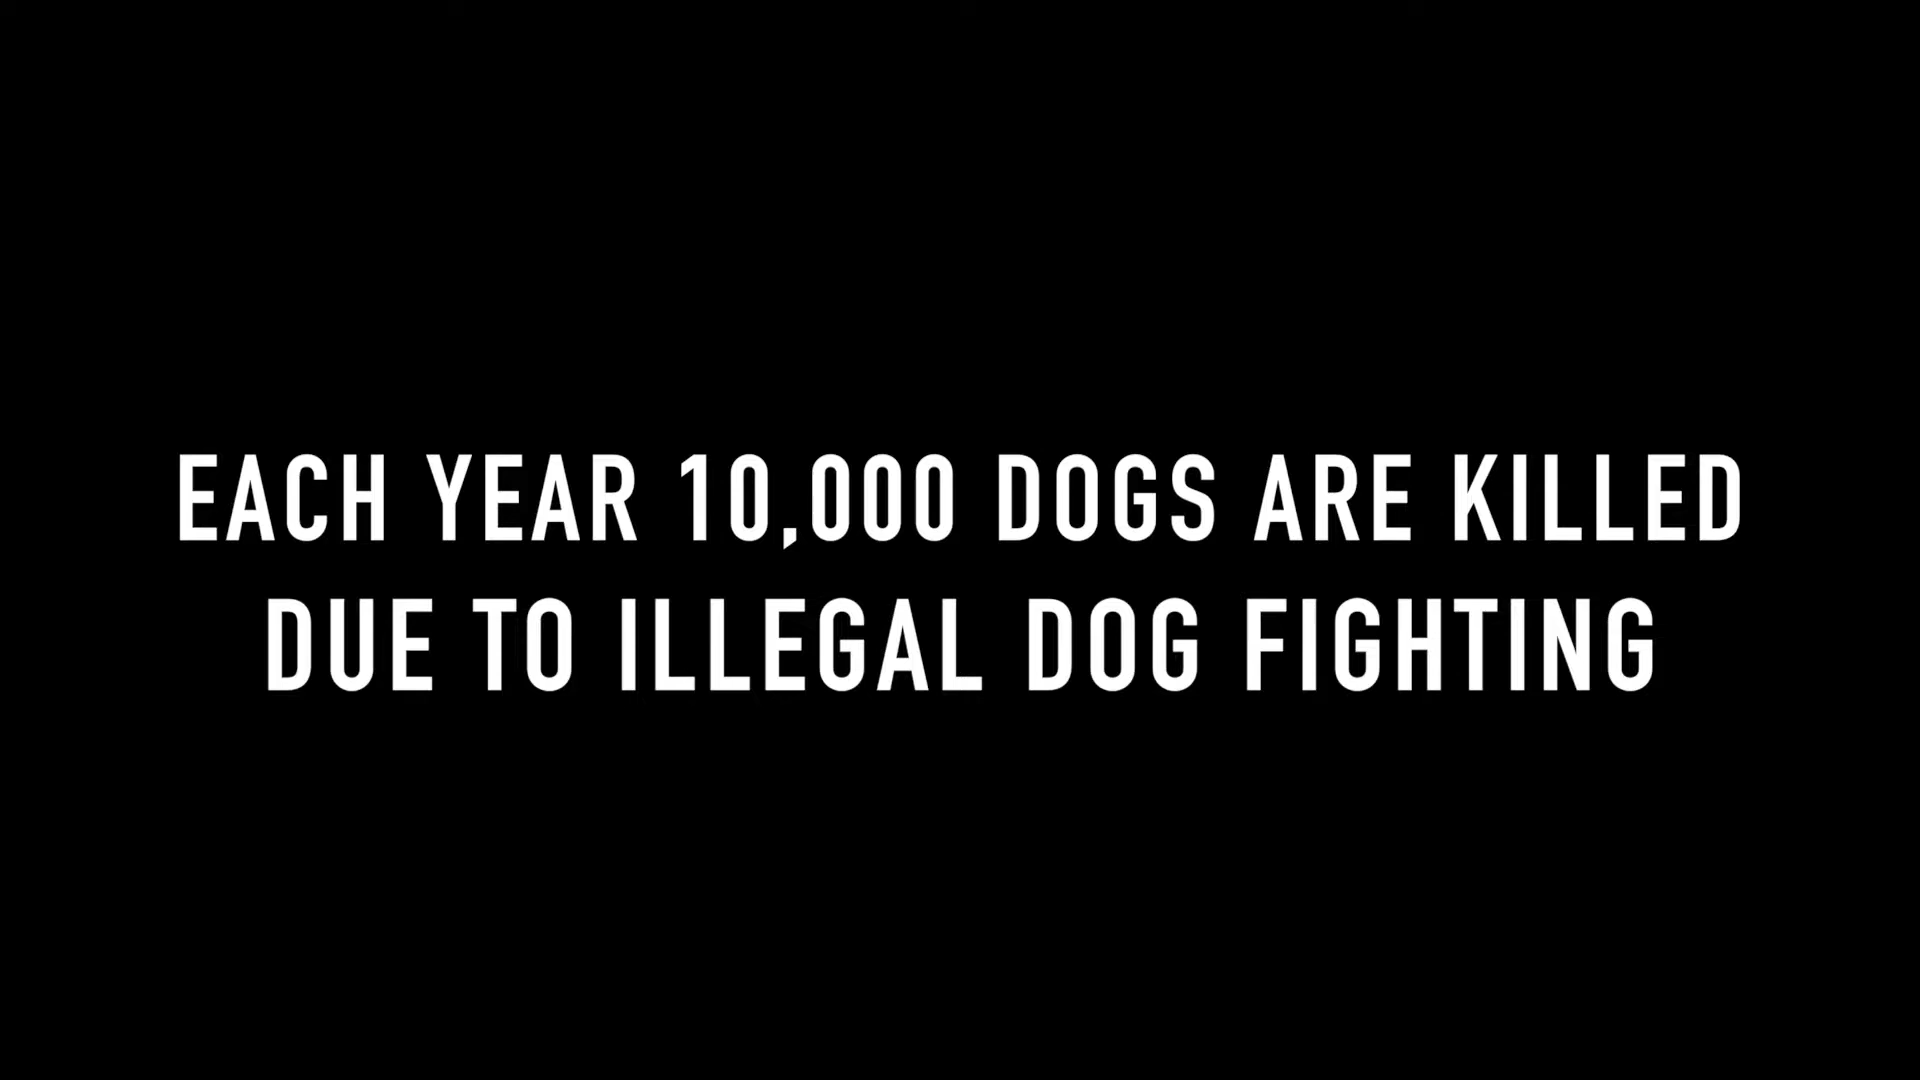 EACH YEAR 10,000 DOGS ARE KILLED
DUE TO ILLEGAL DOG FIGHTING